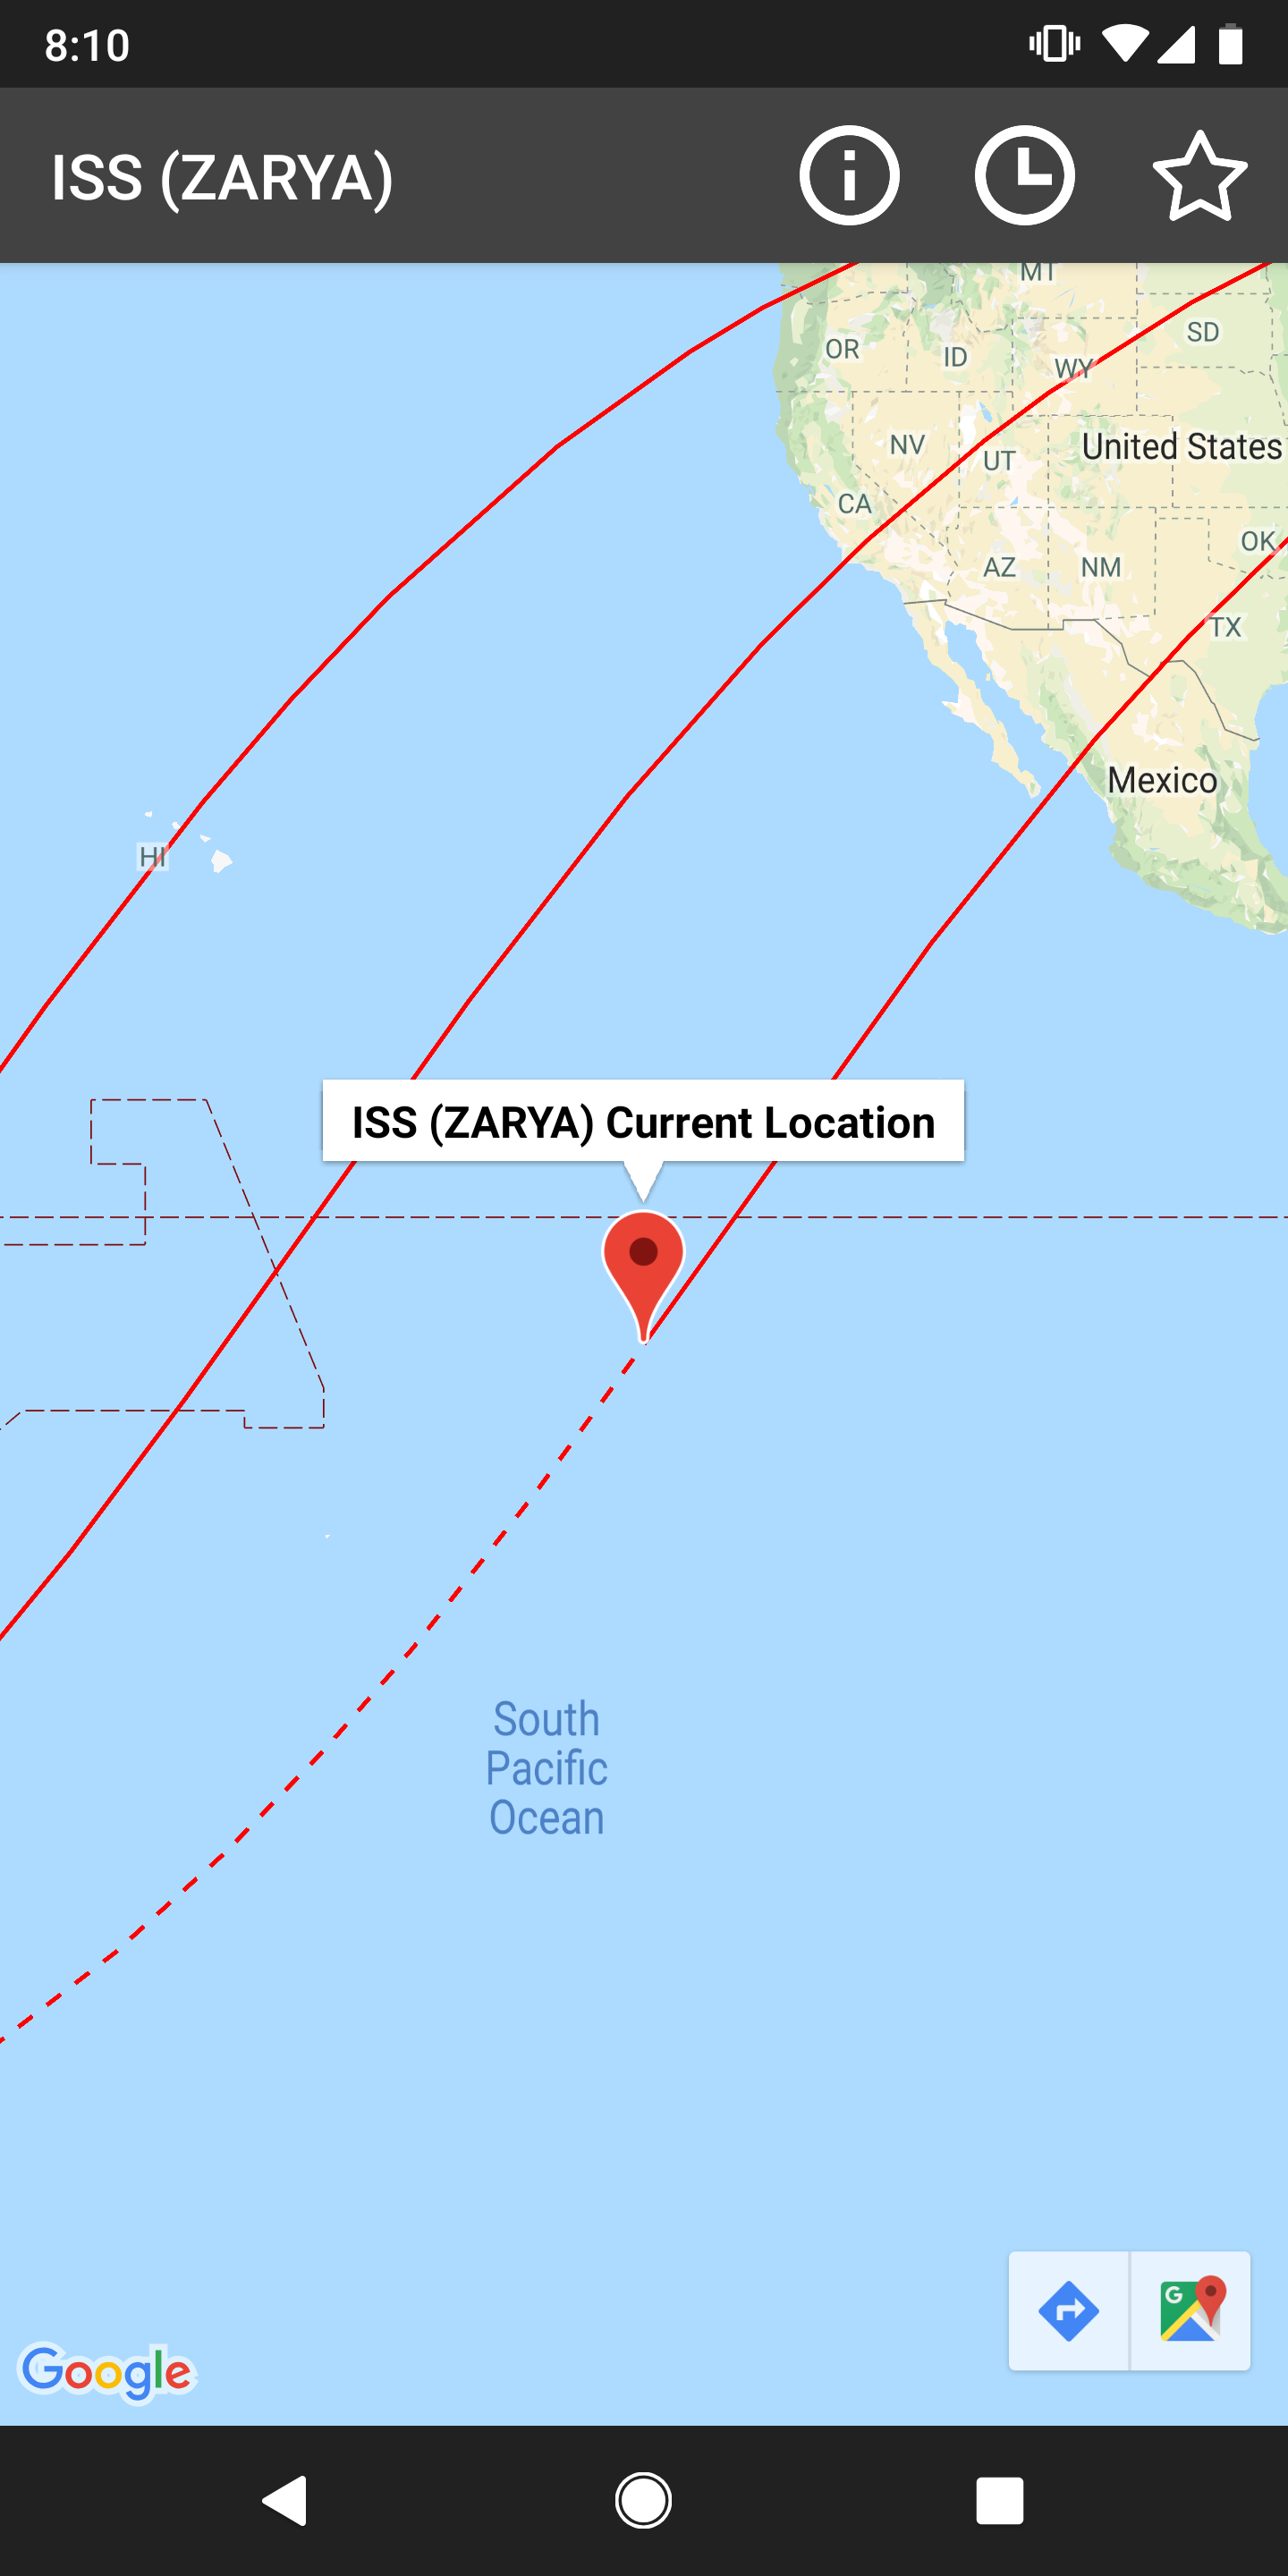 8:10
ISS (ZARYA)
MT
OR
ID
WY
SD
NV
UT
United States
CA
AZ
NM
OK
TX
Mexico
HI
ISS (ZARYA) Current Location
South
Pacific
Ocean
G
Google